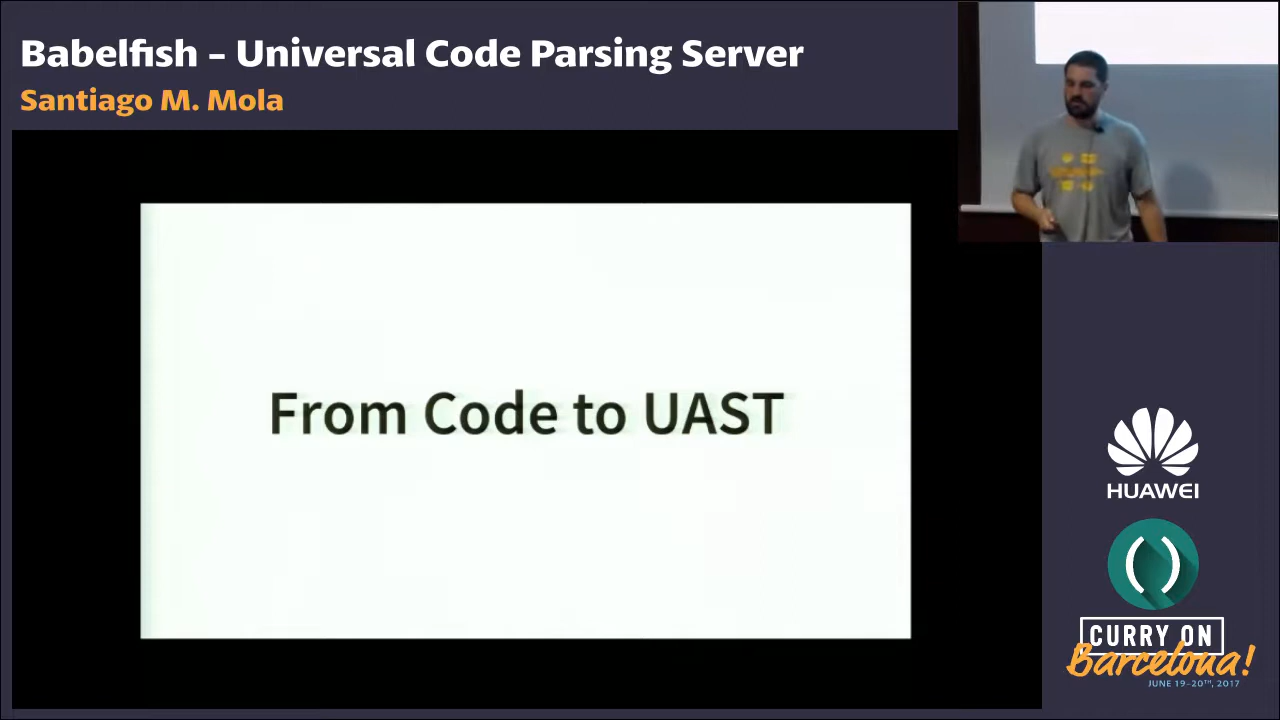 Babelfish – Universal Code Parsing Server
Santiago M. Mola
From Code to UAST
HUAWEI
( )
CURRY ON
Barcelona!
JUNE 19-20TH, 2017